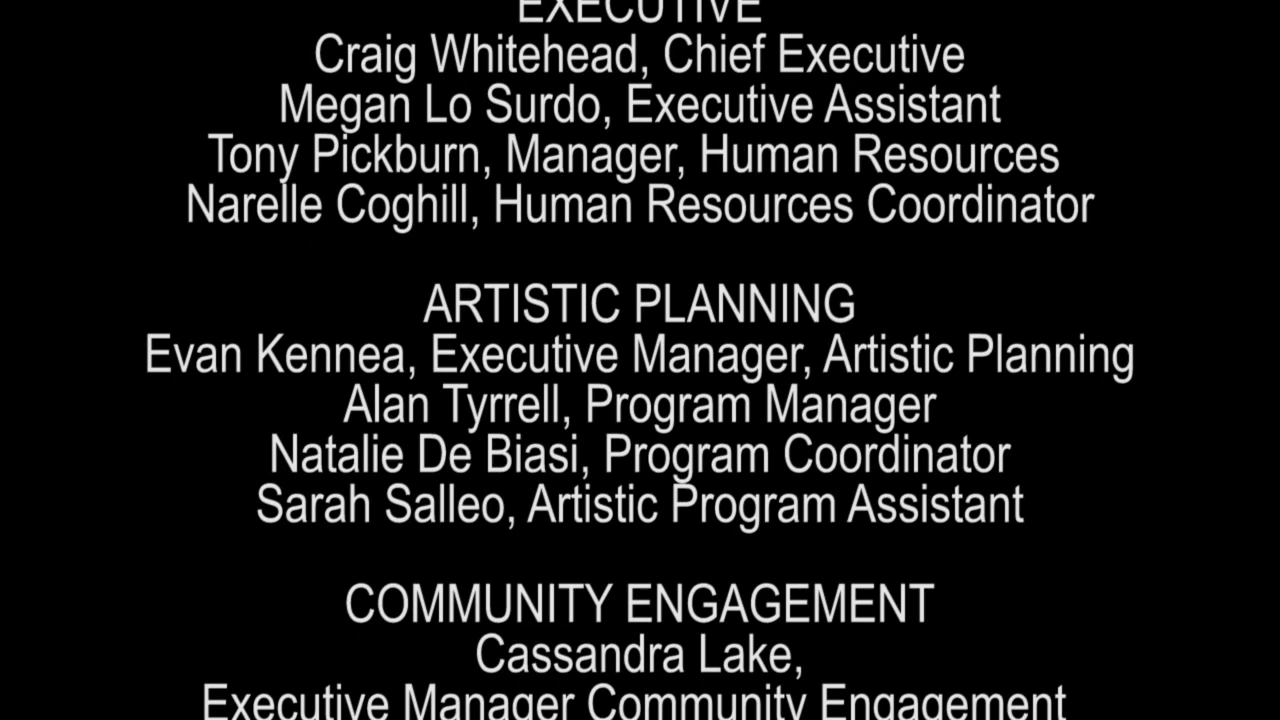 EXECUTIVE
Craig Whitehead, Chief Executive
Megan Lo Surdo, Executive Assistant
Tony Pickburn, Manager, Human Resources
Narelle Coghill, Human Resources Coordinator
ARTISTIC PLANNING
Evan Kennea, Executive Manager, Artistic Planning
Alan Tyrrell, Program Manager
Natalie De Biasi, Program Coordinator
Sarah Salleo, Artistic Program Assistant
COMMUNITY ENGAGEMENT
Cassandra Lake,
Executive Manager Community Engagement